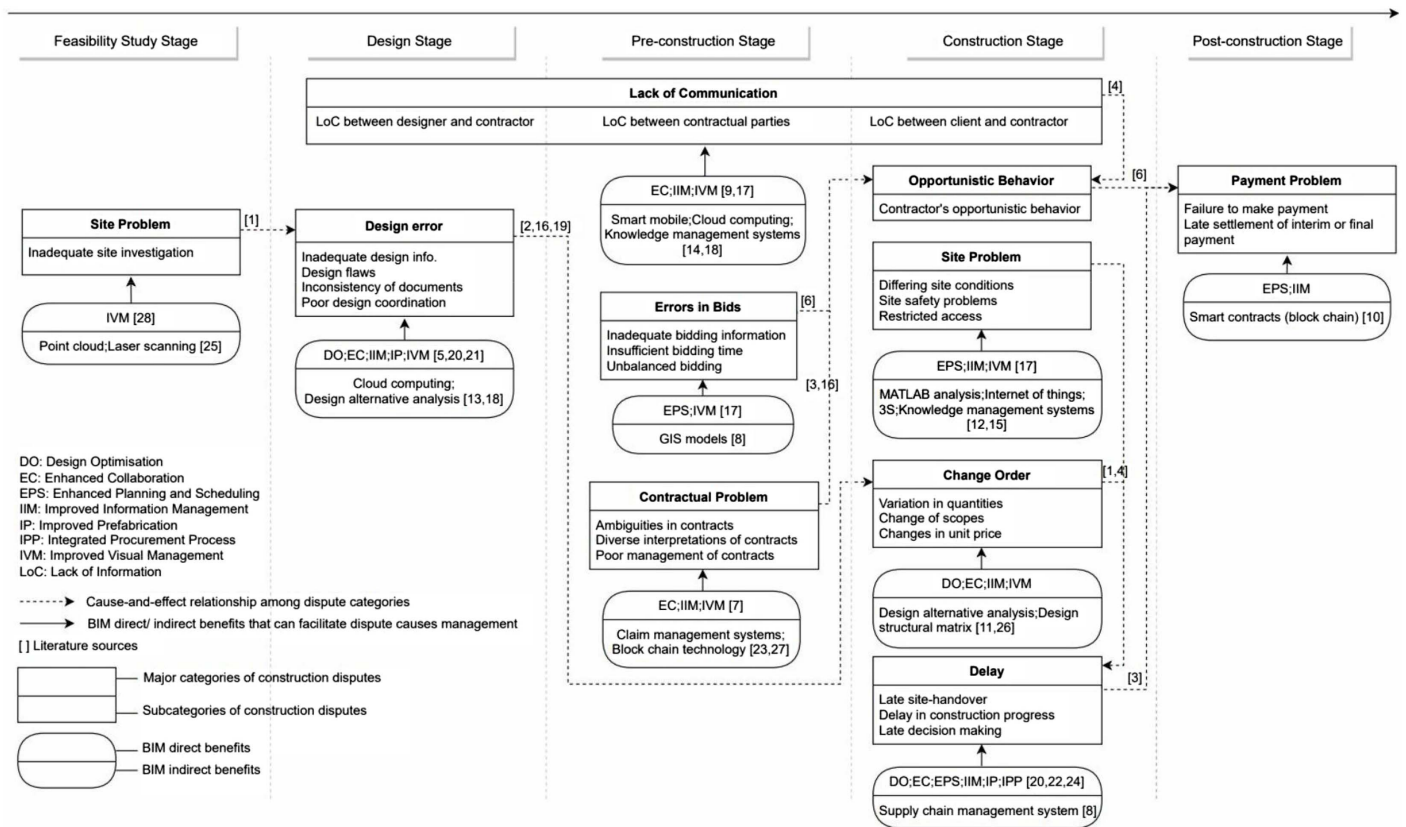 Feasibility Study Stage
Design Stage
Pre-construction Stage
Construction Stage
Post-construction Stage
Lack of Communication
[4]
LoC between designer and contractor
LoC between contractual parties
LoC between client and contractor
EC;IIM;IVM [9,17]
Smart mobile;Cloud computing;
Knowledge management systems
[14,18]
Opportunistic Behavior
Contractor's opportunistic behavior
[6]
Payment Problem
Failure to make payment
Late settlement of interim or final
payment
EPS;IIM
Smart contracts (block chain) [10]
Site Problem
Inadequate site investigation
[1]
IVM [28]
Point cloud;Laser scanning [25]
Design error
Inadequate design info.
Design flaws
Inconsistency of documents
Poor design coordination
[2,16,19]
DO;EC;IIM;IP;IVM [5,20,21]
Cloud computing;
Design alternative analysis [13,18]
Errors in Bids
Inadequate bidding information
Insufficient bidding time
Unbalanced bidding
[6]
[3,16]
EPS;IVM [17]
GIS models [8]
Site Problem
Differing site conditions
Site safety problems
Restricted access
EPS;IIM;IVM [17]
MATLAB analysis;Internet of things;
3S;Knowledge management systems
[12,15]
Contractual Problem
Ambiguities in contracts
Diverse interpretations of contracts
Poor management of contracts
EC;IIM;IVM [7]
Claim management systems;
Block chain technology [23,27]
Change Order
[1,4]
Variation in quantities
Change of scopes
Changes in unit price
DO;EC;IIM;IVM
Design alternative analysis;Design
structural matrix [11,26]
Delay
[3]
Late site-handover
Delay in construction progress
Late decision making
DO;EC;EPS;IIM;IP;IPP [20,22,24]
Supply chain management system [8]
DO: Design Optimisation
EC: Enhanced Collaboration
EPS: Enhanced Planning and Scheduling
IIM: Improved Information Management
IP: Improved Prefabrication
IPP: Integrated Procurement Process
IVM: Improved Visual Management
LoC: Lack of Information
Cause-and-effect relationship among dispute categories
BIM direct/ indirect benefits that can facilitate dispute causes management
[ ] Literature sources
Major categories of construction disputes
Subcategories of construction disputes
BIM direct benefits
BIM indirect benefits